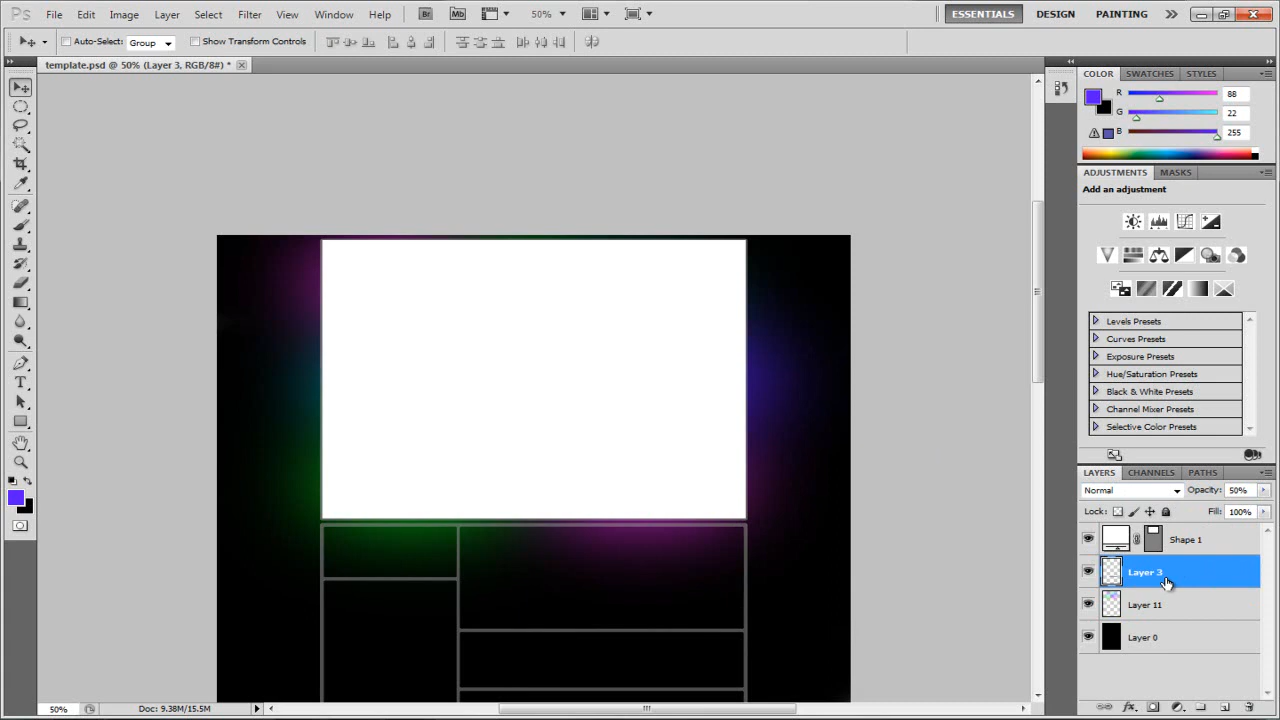 Ps File Edit Image Layer Select Filter View Window Help Br Mb 50% ESSENTIALS DESIGN PAINTING
Auto-Select: Group Show Transform Controls
template.psd @ 50% (Layer 3, RGB/8#) *
COLOR SWATCHES STYLES
R 88
G 22
B 255
ADJUSTMENTS MASKS
Add an adjustment
Levels Presets
Curves Presets
Exposure Presets
Hue/Saturation Presets
Black & White Presets
Channel Mixer Presets
Selective Color Presets
LAYERS CHANNELS PATHS
Normal Opacity: 50%
Lock: Fill: 100%
Shape 1
Layer 3
Layer 11
Layer 0
50% Doc: 9.38M/15.5M